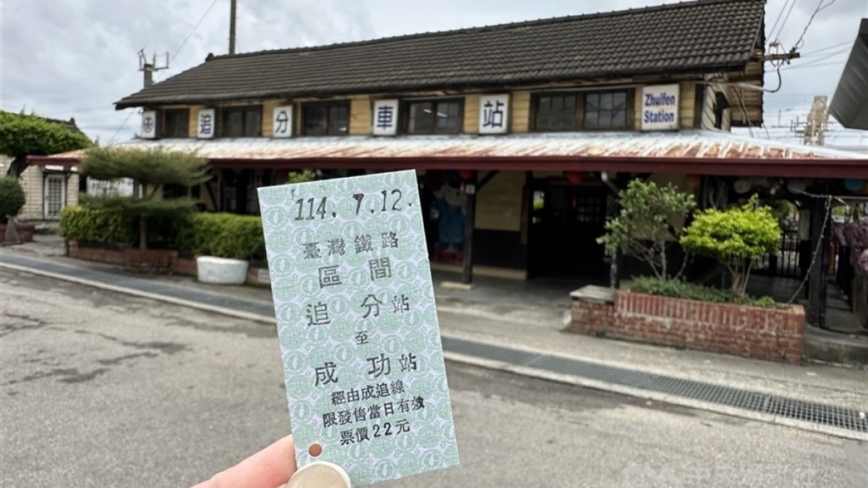 追分車站
Zhuifen
Station
114. 7.12.
臺灣鐵路
區間
追分站
至
成功站
經由成追線
限發售當日有效
票價22元